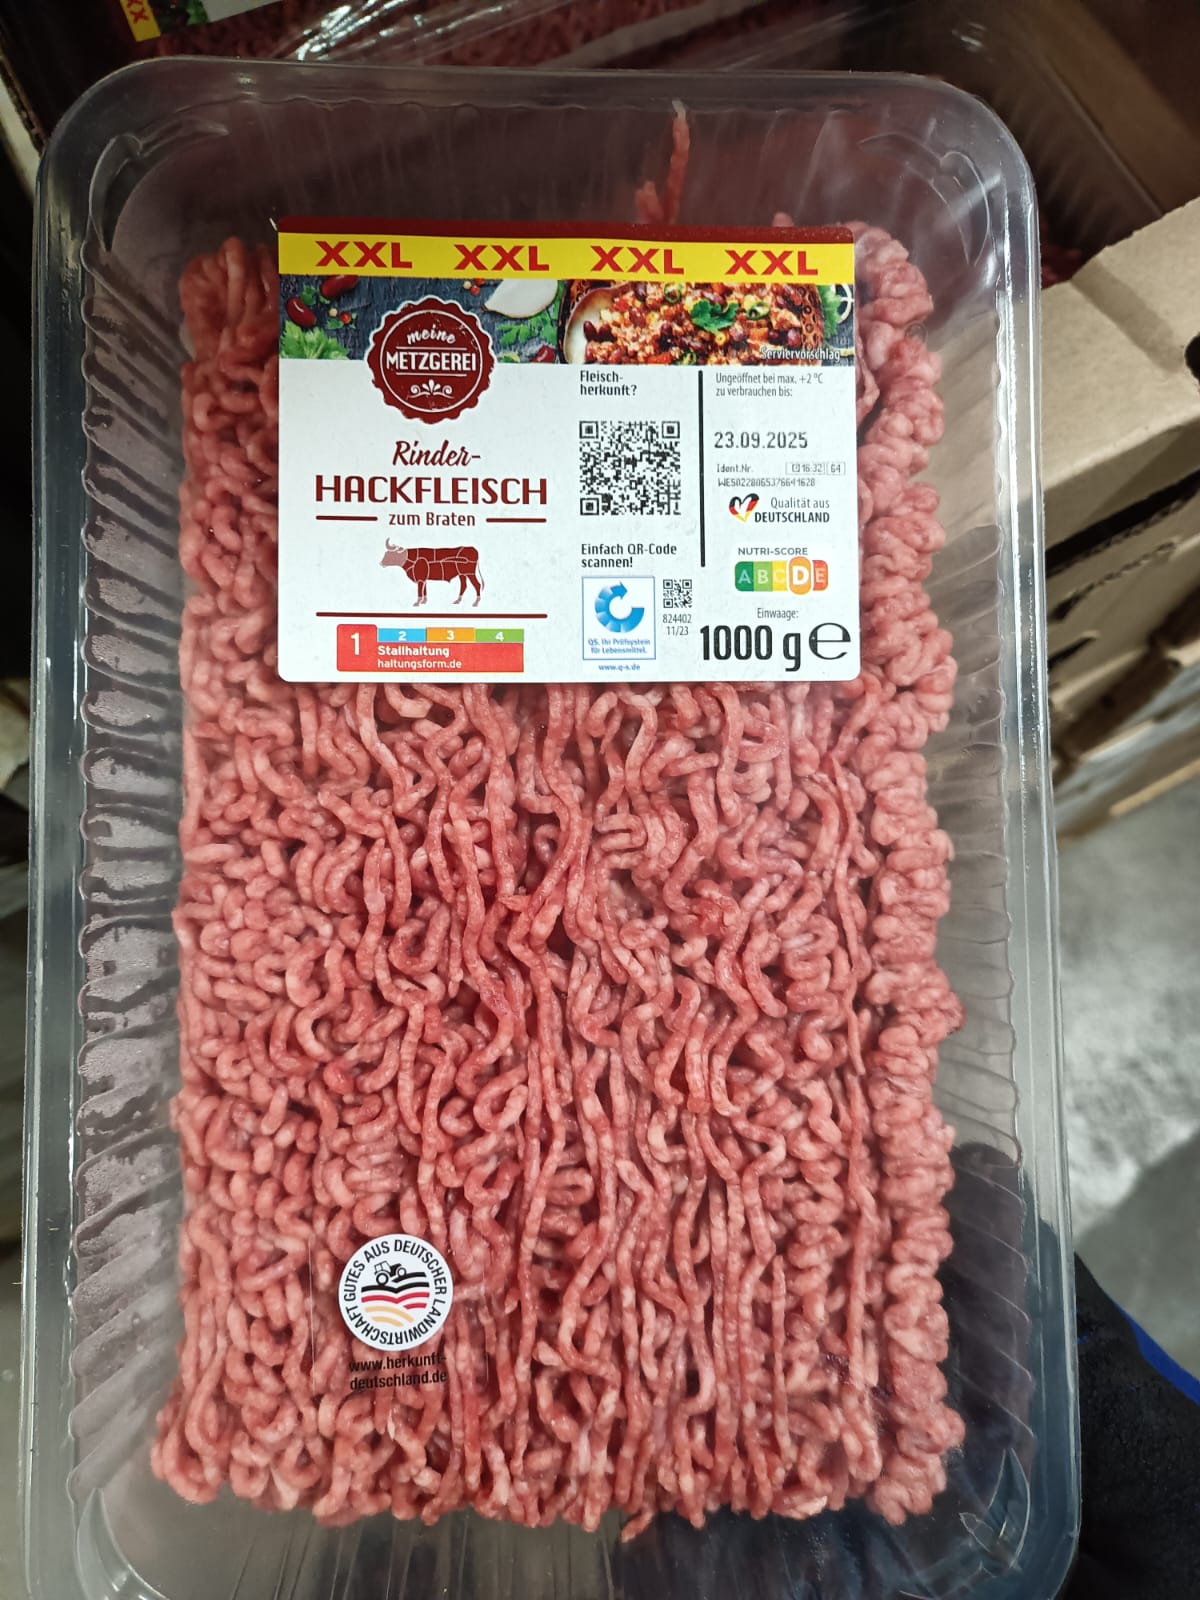 XXL XXL XXL XXL
Serviervorschlag
meine
METZGEREI
Rinder-
HACKFLEISCH
zum Braten
1 2 3 4
Stallhaltung
haltungsform.de
Fleisch-
herkunft?
Einfach QR-Code
scannen!
QS. Ihr Prüfsystem
für Lebensmittel.
www.q-s.de
824402
11/23
Ungeöffnet bei max. +2 °C
zu verbrauchen bis:
23.09.2025
Ident.Nr. 16:32 64
Qualität aus
DEUTSCHLAND
NUTRI-SCORE
A B C D E
Einwaage:
1000 g ℮
GUTES AUS DEUTSCHER LANDWIRTSCHAFT
www.herkunft-
deutschland.de